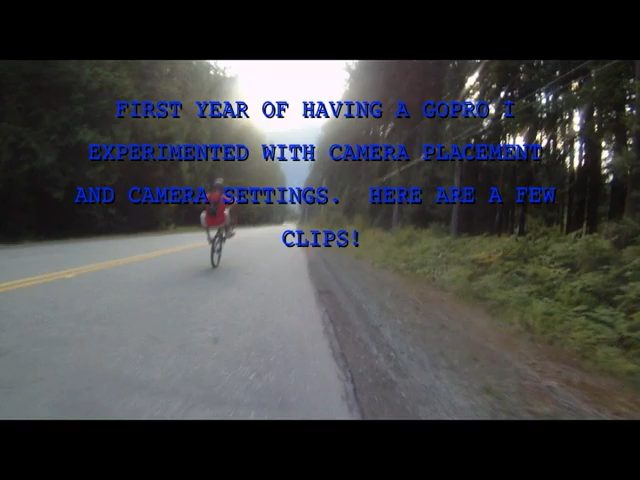 FIRST YEAR OF HAVING A GOPRO I
EXPERIMENTED WITH CAMERA PLACEMENT
AND CAMERA SETTINGS.  HERE ARE A FEW
CLIPS!